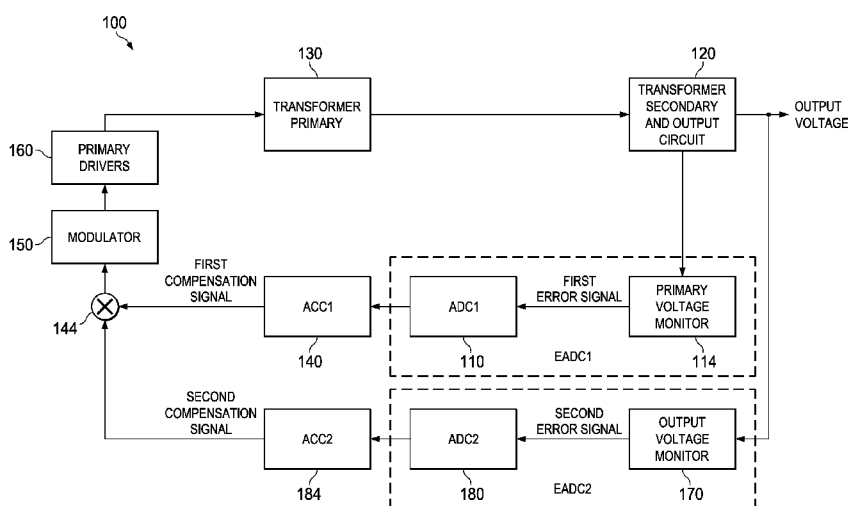 100
130
TRANSFORMER
PRIMARY
120
TRANSFORMER
SECONDARY
AND OUTPUT
CIRCUIT
OUTPUT
VOLTAGE
160
PRIMARY
DRIVERS
150
MODULATOR
144
FIRST
COMPENSATION
SIGNAL
ACC1
140
ADC1
110
FIRST
ERROR SIGNAL
PRIMARY
VOLTAGE
MONITOR
114
EADC1
SECOND
COMPENSATION
SIGNAL
ACC2
184
ADC2
180
SECOND
ERROR SIGNAL
OUTPUT
VOLTAGE
MONITOR
170
EADC2